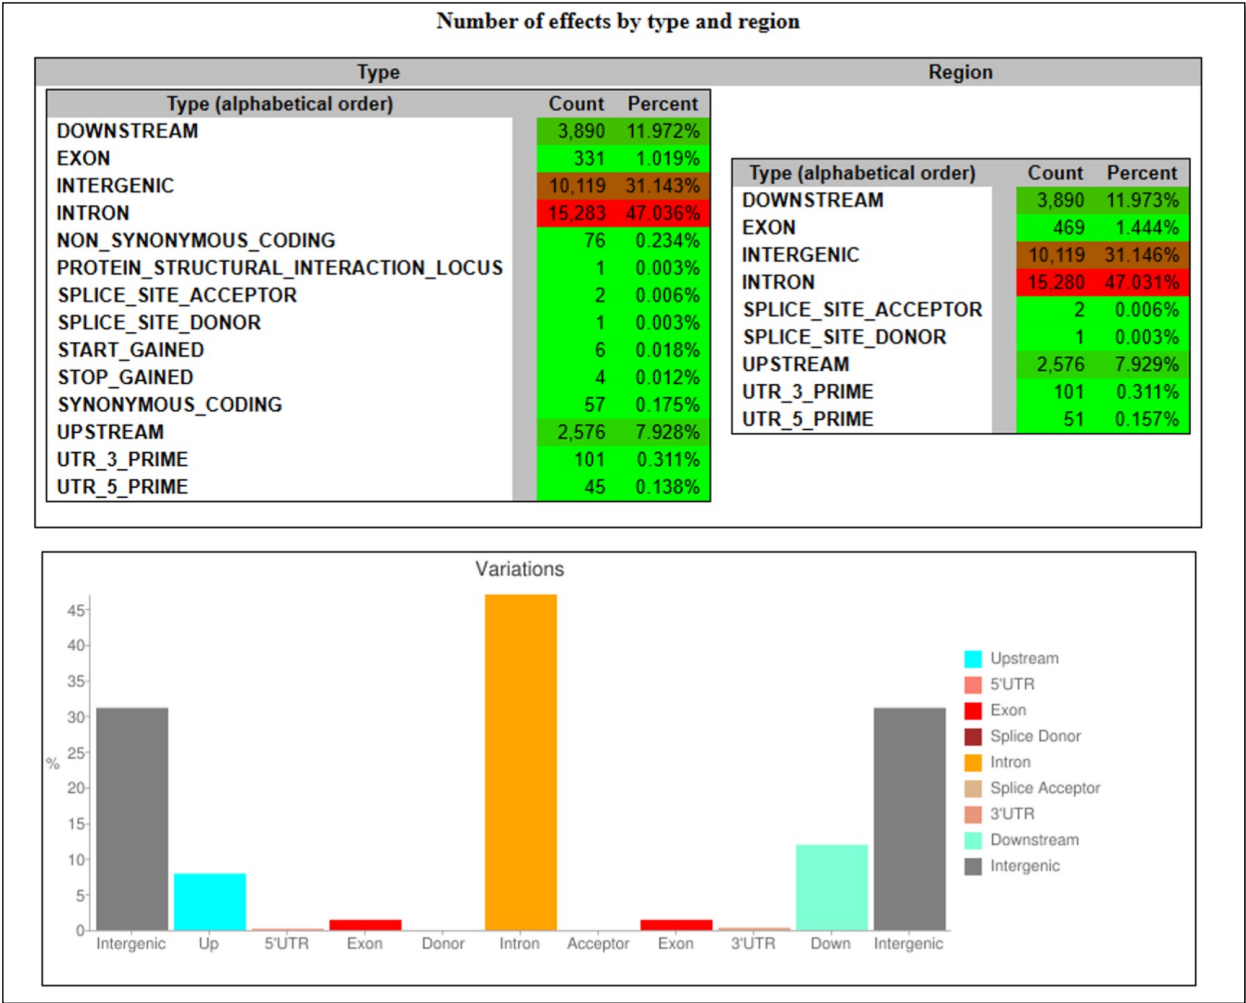 Number of effects by type and region
Type Region
Type (alphabetical order) Count Percent
DOWNSTREAM 3,890 11.972%
EXON 331 1.019%
INTERGENIC 10,119 31.143%
INTRON 15,283 47.036%
NON_SYNONYMOUS_CODING 76 0.234%
PROTEIN_STRUCTURAL_INTERACTION_LOCUS 1 0.003%
SPLICE_SITE_ACCEPTOR 2 0.006%
SPLICE_SITE_DONOR 1 0.003%
START_GAINED 6 0.018%
STOP_GAINED 4 0.012%
SYNONYMOUS_CODING 57 0.175%
UPSTREAM 2,576 7.928%
UTR_3_PRIME 101 0.311%
UTR_5_PRIME 45 0.138%
Type (alphabetical order) Count Percent
DOWNSTREAM 3,890 11.973%
EXON 469 1.444%
INTERGENIC 10,119 31.146%
INTRON 15,280 47.031%
SPLICE_SITE_ACCEPTOR 2 0.006%
SPLICE_SITE_DONOR 1 0.003%
UPSTREAM 2,576 7.929%
UTR_3_PRIME 101 0.311%
UTR_5_PRIME 51 0.157%
Variations
45
40
35
30
25
%
20
15
10
5
0
Intergenic Up 5'UTR Exon Donor Intron Acceptor Exon 3'UTR Down Intergenic
Upstream
5'UTR
Exon
Splice Donor
Intron
Splice Acceptor
3'UTR
Downstream
Intergenic